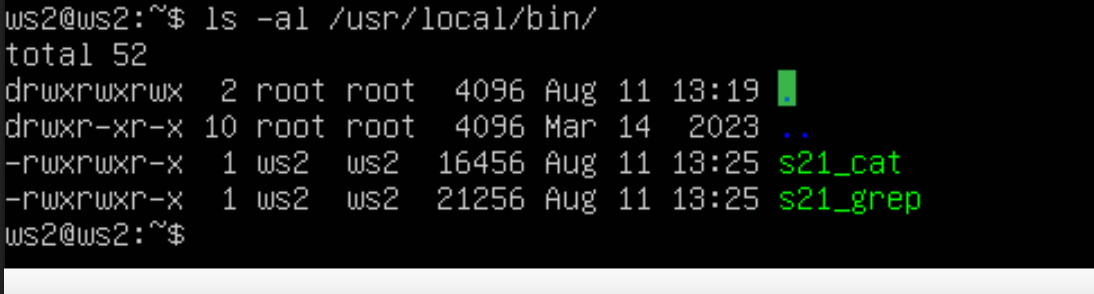 ws2@ws2:~$ ls -al /usr/local/bin/
total 52
drwxrwxrwx  2 root root  4096 Aug 11 13:19 .
drwxr-xr-x 10 root root  4096 Mar 14  2023 ..
-rwxrwxr-x  1 ws2  ws2  16456 Aug 11 13:25 s21_cat
-rwxrwxr-x  1 ws2  ws2  21256 Aug 11 13:25 s21_grep
ws2@ws2:~$